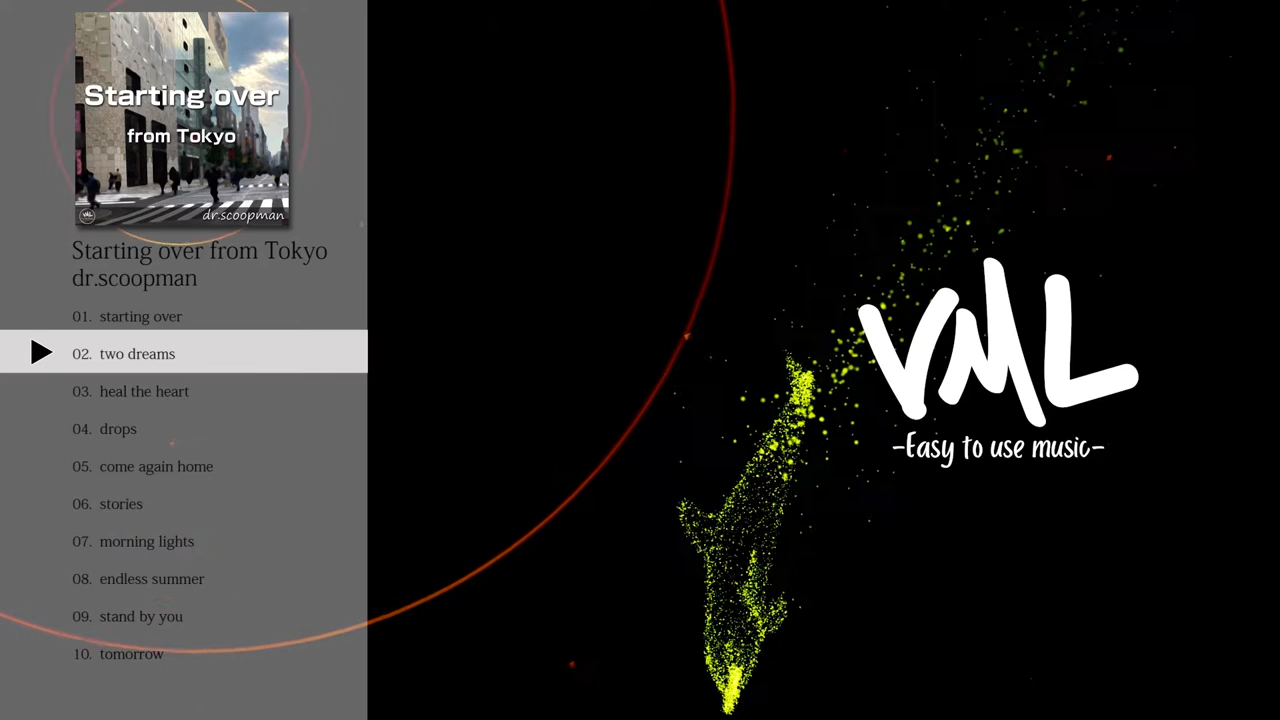 Starting over
from Tokyo
VML
dr.scoopman
Starting over from Tokyo
dr.scoopman
01. starting over
02. two dreams
03. heal the heart
04. drops
05. come again home
06. stories
07. morning lights
08. endless summer
09. stand by you
10. tomorrow
VML
-Easy to use music-